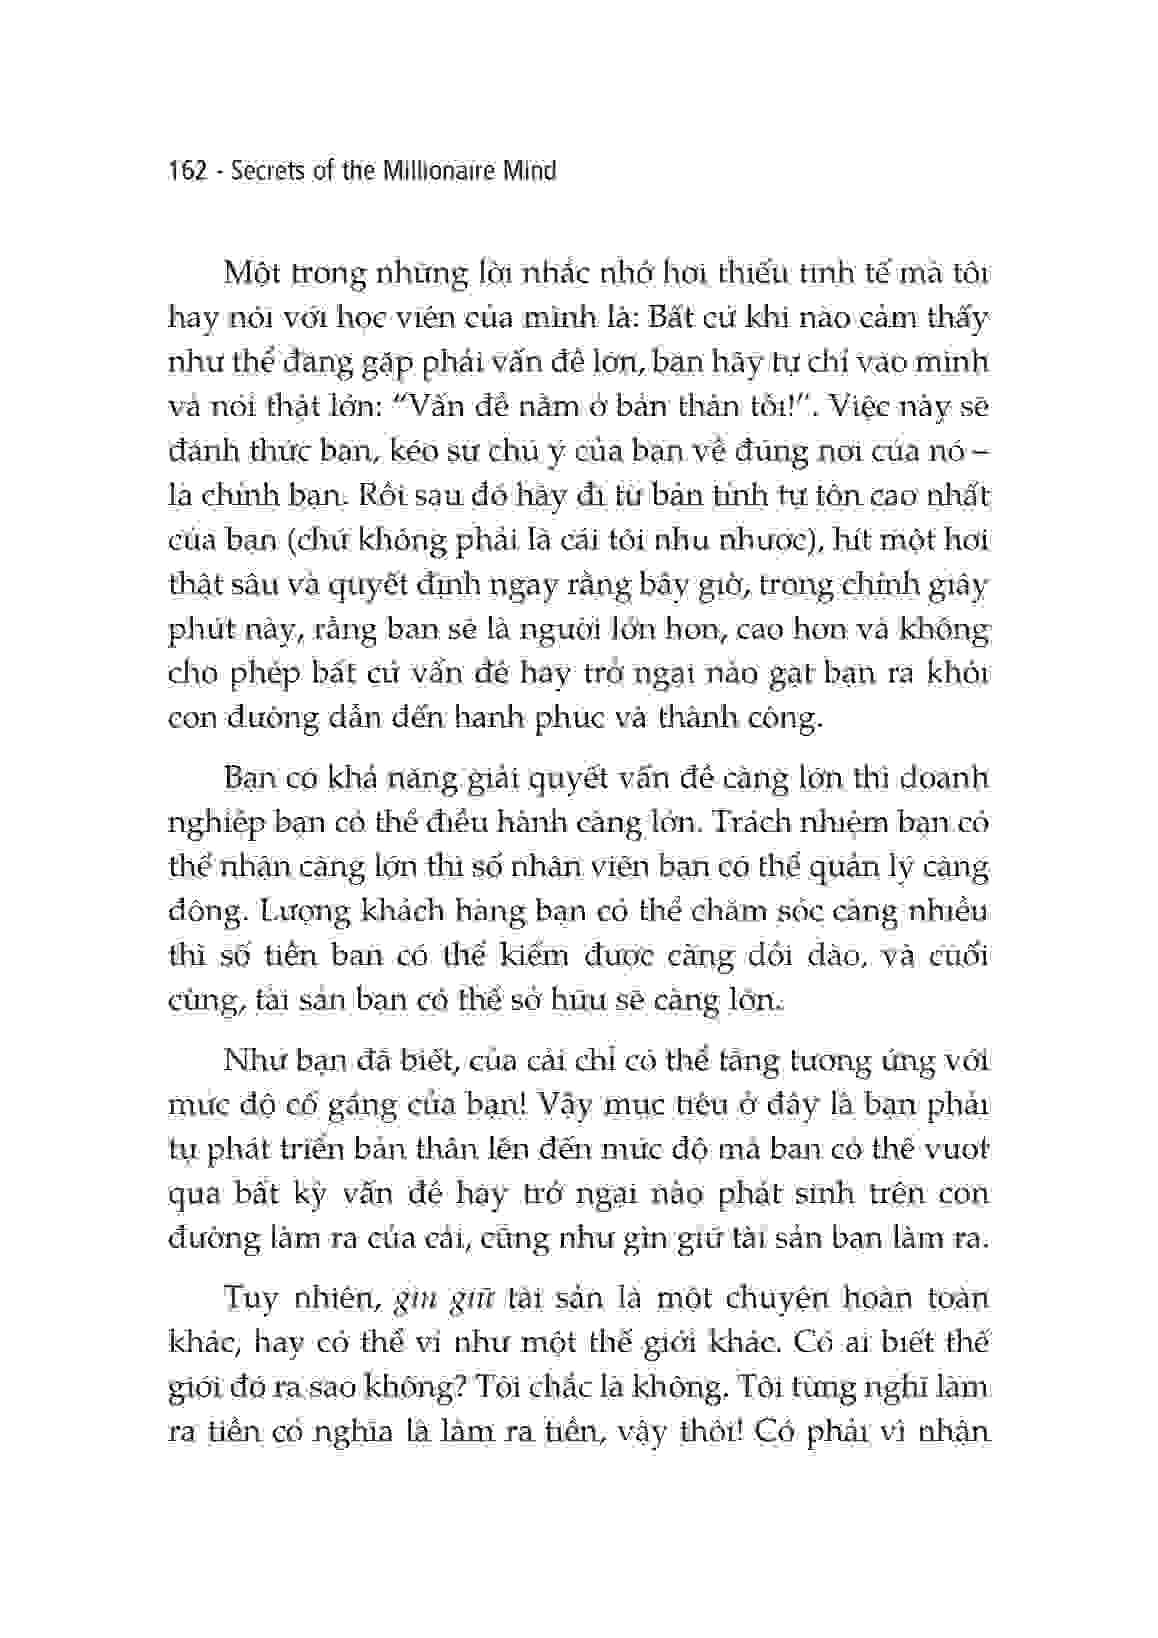 162 - Secrets of the Millionaire Mind
Một trong những lời nhắc nhở hơi thiếu tinh tế mà tôi
hay nói với học viên của mình là: Bất cứ khi nào cảm thấy
như thể đang gặp phải vấn đề lớn, bạn hãy tự chỉ vào mình
và nói thật lớn: “Vấn đề nằm ở bản thân tôi!”. Việc này sẽ
đánh thức bạn, kéo sự chú ý của bạn về đúng nơi của nó –
là chính bạn. Rồi sau đó hãy đi từ bản tính tự tôn cao nhất
của bạn (chứ không phải là cái tôi nhu nhược), hít một hơi
thật sâu và quyết định ngay rằng bây giờ, trong chính giây
phút này, rằng bạn sẽ là người lớn hơn, cao hơn và không
cho phép bất cứ vấn đề hay trở ngại nào gạt bạn ra khỏi
con đường dẫn đến hạnh phúc và thành công.
Bạn có khả năng giải quyết vấn đề càng lớn thì doanh
nghiệp bạn có thể điều hành càng lớn. Trách nhiệm bạn có
thể nhận càng lớn thì số nhân viên bạn có thể quản lý càng
đông. Lượng khách hàng bạn có thể chăm sóc càng nhiều
thì số tiền bạn có thể kiếm được càng dồi dào, và cuối
cùng, tài sản bạn có thể sở hữu sẽ càng lớn.
Như bạn đã biết, của cải chỉ có thể tăng tương ứng với
mức độ cố gắng của bạn! Vậy mục tiêu ở đây là bạn phải
tự phát triển bản thân lên đến mức độ mà bạn có thể vượt
qua bất kỳ vấn đề hay trở ngại nào phát sinh trên con
đường làm ra của cải, cũng như gìn giữ tài sản bạn làm ra.
Tuy nhiên, gìn giữ tài sản là một chuyện hoàn toàn
khác, hay có thể ví như một thế giới khác. Có ai biết thế
giới đó ra sao không? Tôi chắc là không. Tôi từng nghĩ làm
ra tiền có nghĩa là làm ra tiền, vậy thôi! Có phải vì nhận